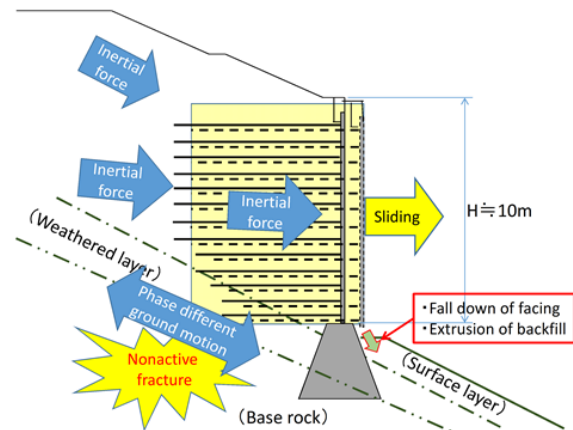 Inertial
force
Inertial
force
Inertial
force
Sliding
H≒10m
(Weathered layer)
Phase different
ground motion
Nonactive
fracture
・Fall down of facing
・Extrusion of backfill
(Surface layer)
(Base rock)